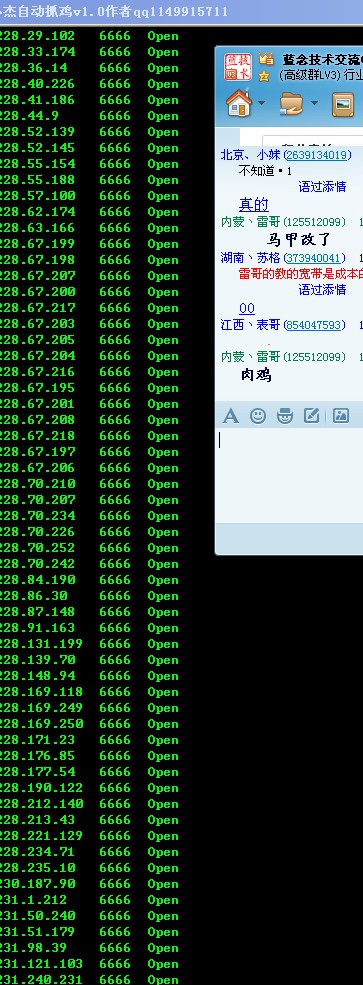 杰自动抓鸡v1.0作者qq1149915711
228.29.102 6666 Open
228.33.174 6666 Open
228.36.14 6666 Open
228.40.226 6666 Open
228.41.186 6666 Open
228.44.9 6666 Open
228.52.139 6666 Open
228.52.145 6666 Open
228.55.154 6666 Open
228.55.188 6666 Open
228.57.100 6666 Open
228.62.174 6666 Open
228.63.166 6666 Open
228.67.199 6666 Open
228.67.198 6666 Open
228.67.207 6666 Open
228.67.200 6666 Open
228.67.217 6666 Open
228.67.203 6666 Open
228.67.205 6666 Open
228.67.204 6666 Open
228.67.216 6666 Open
228.67.195 6666 Open
228.67.201 6666 Open
228.67.208 6666 Open
228.67.218 6666 Open
228.67.197 6666 Open
228.67.206 6666 Open
228.70.210 6666 Open
228.70.207 6666 Open
228.70.234 6666 Open
228.70.226 6666 Open
228.70.252 6666 Open
228.70.242 6666 Open
228.84.190 6666 Open
228.86.30 6666 Open
228.87.148 6666 Open
228.91.163 6666 Open
228.131.199 6666 Open
228.139.70 6666 Open
228.148.94 6666 Open
228.169.118 6666 Open
228.169.249 6666 Open
228.169.250 6666 Open
228.171.23 6666 Open
228.176.85 6666 Open
228.177.54 6666 Open
228.190.122 6666 Open
228.212.140 6666 Open
228.213.43 6666 Open
228.221.129 6666 Open
228.234.71 6666 Open
228.235.10 6666 Open
230.187.90 6666 Open
231.1.212 6666 Open
231.50.240 6666 Open
231.51.179 6666 Open
231.98.39 6666 Open
231.121.103 6666 Open
231.240.231 6666 Open
蓝念技术交流
(高级群LV3) 行业
北京、小妹(2639134019) 1
不知道·1
语过添情
真的
内蒙丶雷哥(125512099) 1
马甲改了
湖南丶苏格(373940041) 1
雷哥的教的宽带是成本的
语过添情
OO
江西丶表哥(854047593) 1
内蒙丶雷哥(125512099) 1
肉鸡